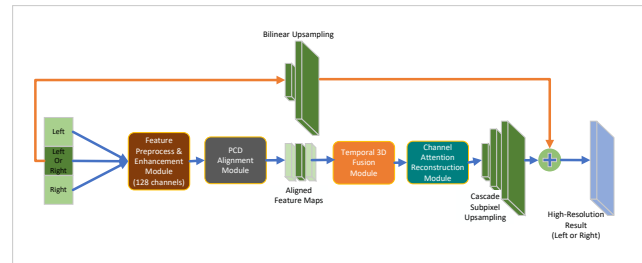 Bilinear Upsampling
Left
Left
Or
Right
Right
Feature
Preprocess &
Enhancement
Module
(128 channels)
PCD
Alignment
Module
Aligned
Feature Maps
Temporal 3D
Fusion
Module
Channel
Attention
Reconstruction
Module
Cascade
Subpixel
Upsampling
High-Resolution
Result
(Left or Right)